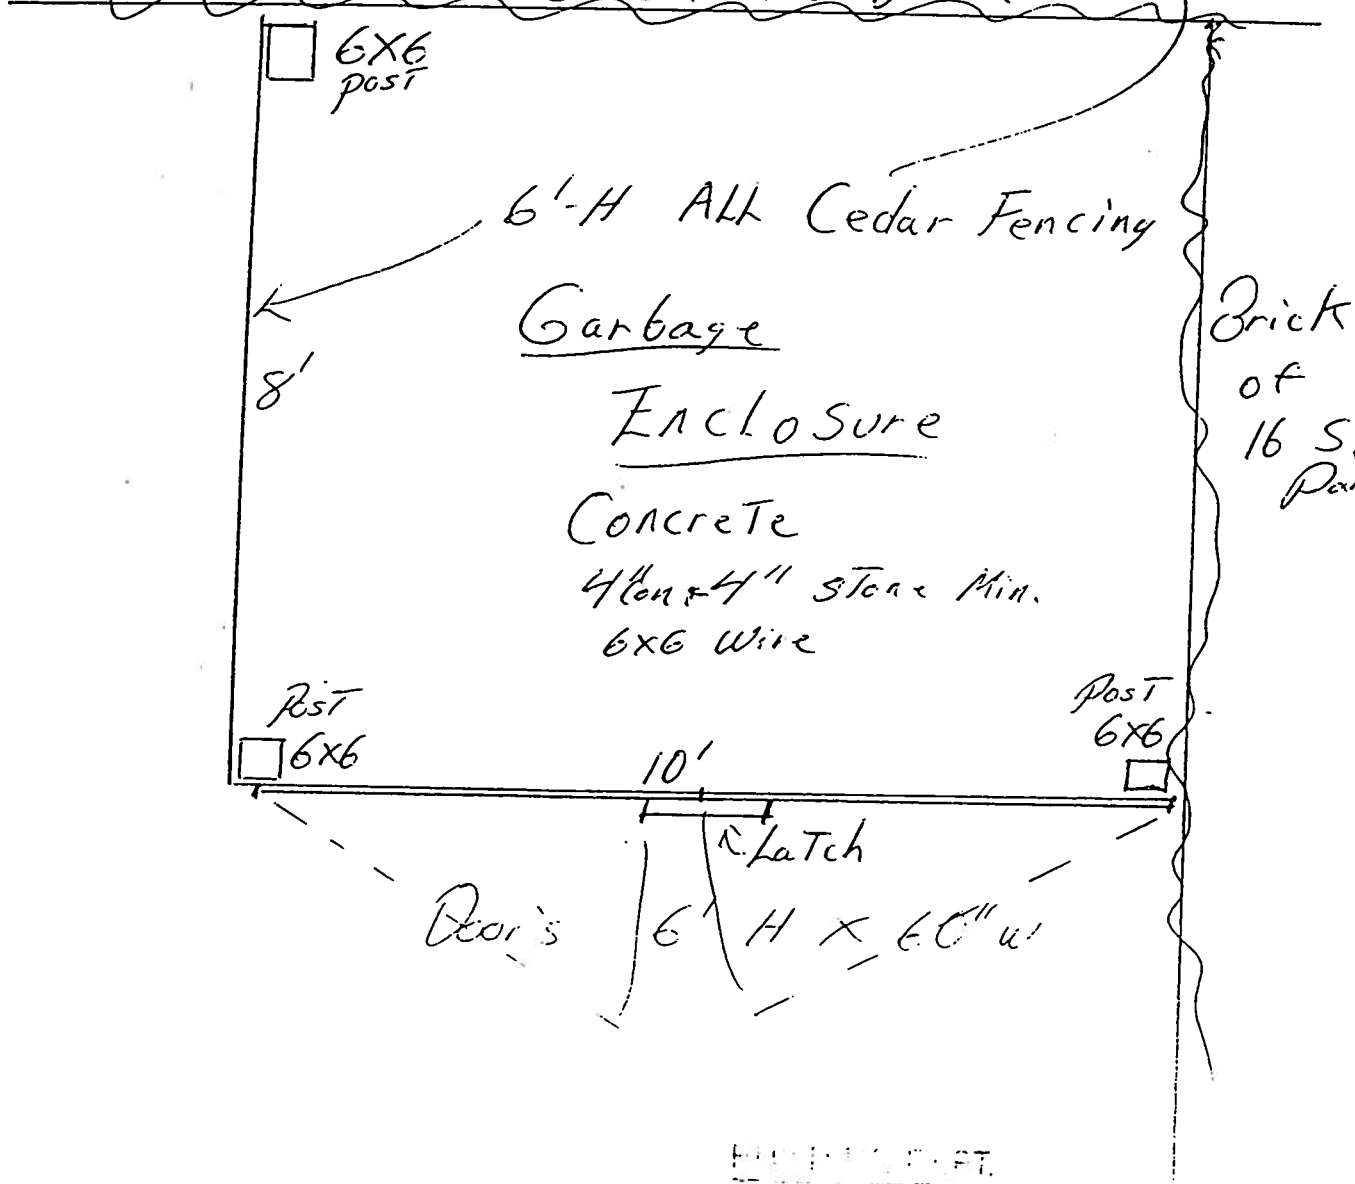 6X6
post
6'-H ALL Cedar Fencing
8'
Garbage
Enclosure
Brick
of
16 S.
Concrete
4"con + 4" stone Min.
6x6 Wire
Post
6x6
Post
6x6
10'
Latch
Door's 6' H x 60" w